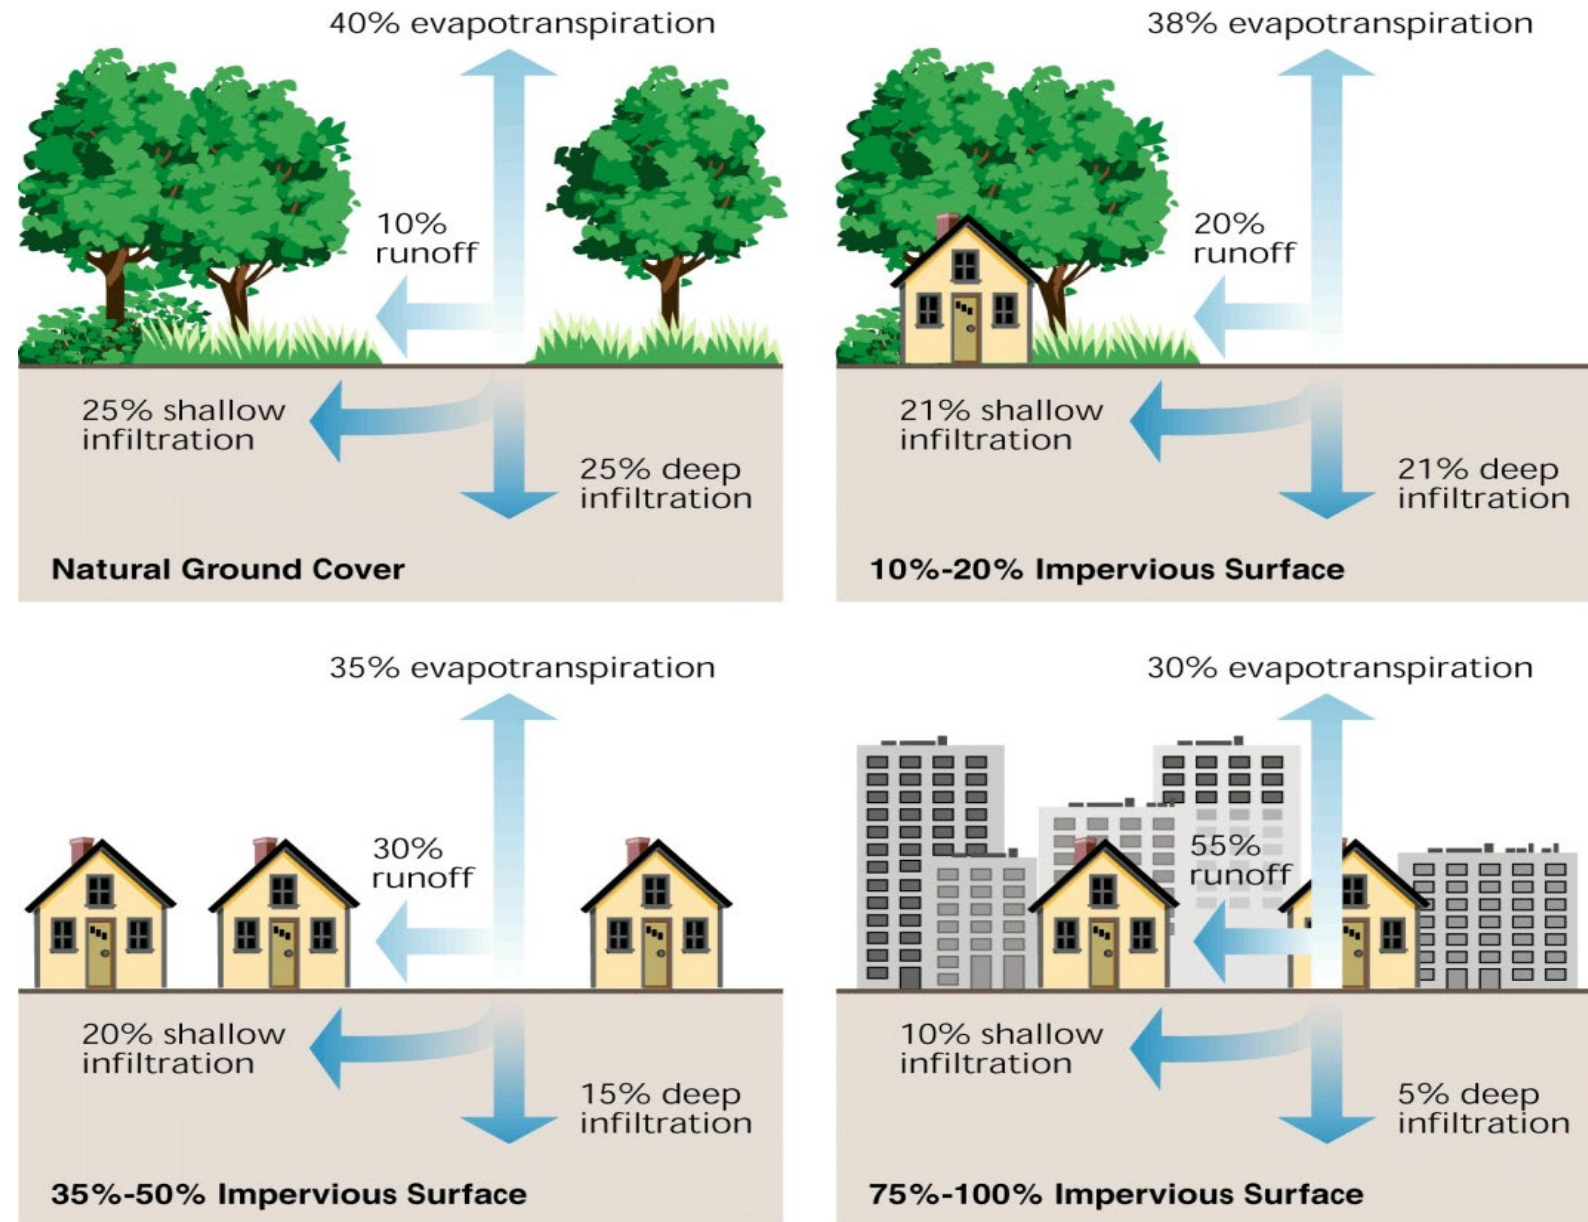 40% evapotranspiration
10%
runoff
25% shallow
infiltration
25% deep
infiltration
Natural Ground Cover
38% evapotranspiration
20%
runoff
21% shallow
infiltration
21% deep
infiltration
10%-20% Impervious Surface
35% evapotranspiration
30%
runoff
20% shallow
infiltration
15% deep
infiltration
35%-50% Impervious Surface
30% evapotranspiration
55%
runoff
10% shallow
infiltration
5% deep
infiltration
75%-100% Impervious Surface